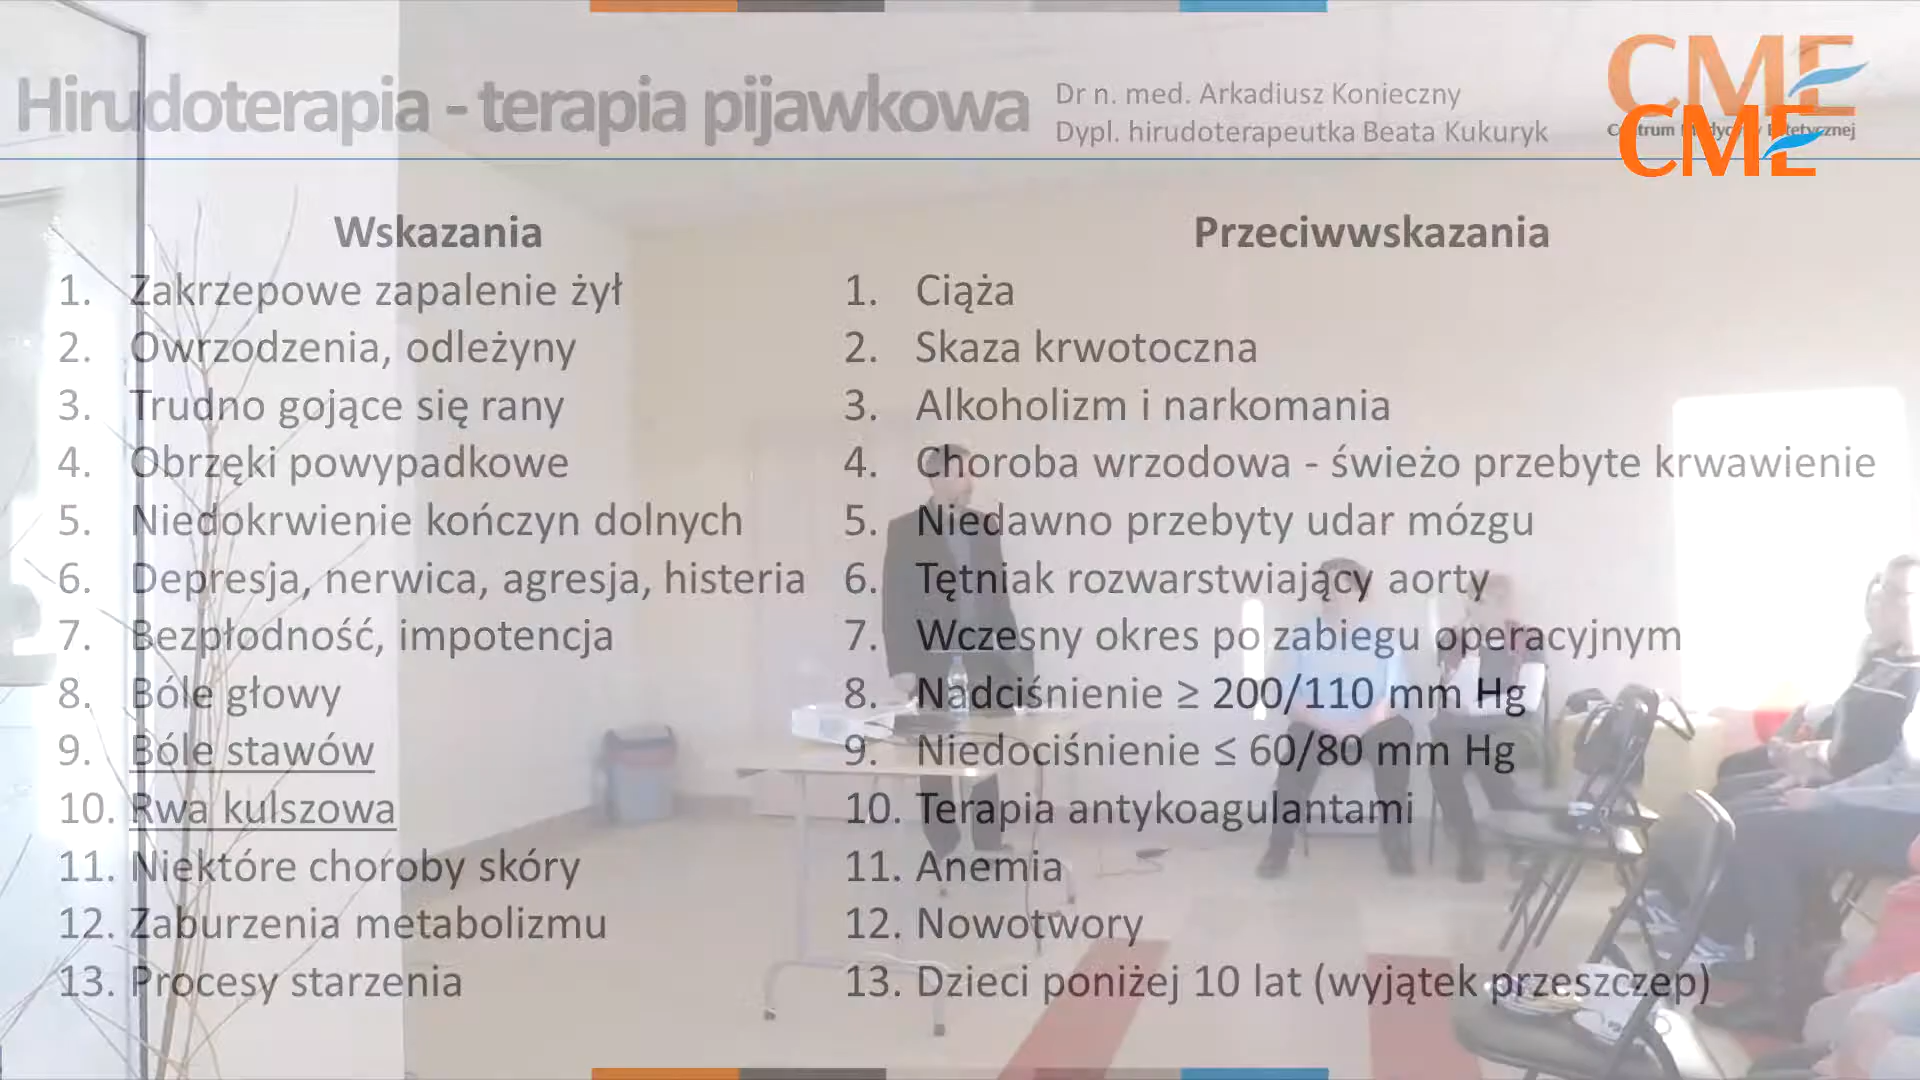 Hirudoterapia - terapia pijawkowa
Dr n. med. Arkadiusz Konieczny
Dypl. hirudoterapeutka Beata Kukuryk
CME
CME
Wskazania
1. Zakrzepowe zapalenie żył
2. Owrzodzenia, odleżyny
3. Trudno gojące się rany
4. Obrzęki powypadkowe
5. Niedokrwienie kończyn dolnych
6. Depresja, nerwica, agresja, histeria
7. Bezpłodność, impotencja
8. Bóle głowy
9. Bóle stawów
10. Rwa kulszowa
11. Niektóre choroby skóry
12. Zaburzenia metabolizmu
13. Procesy starzenia
Przeciwwskazania
1. Ciąża
2. Skaza krwotoczna
3. Alkoholizm i narkomania
4. Choroba wrzodowa - świeżo przebyte krwawienie
5. Niedawno przebyty udar mózgu
6. Tętniak rozwarstwiający aorty
7. Wczesny okres po zabiegu operacyjnym
8. Nadciśnienie ≥ 200/110 mm Hg
9. Niedociśnienie ≤ 60/80 mm Hg
10. Terapia antykoagulantami
11. Anemia
12. Nowotwory
13. Dzieci poniżej 10 lat (wyjątek przeszczep)